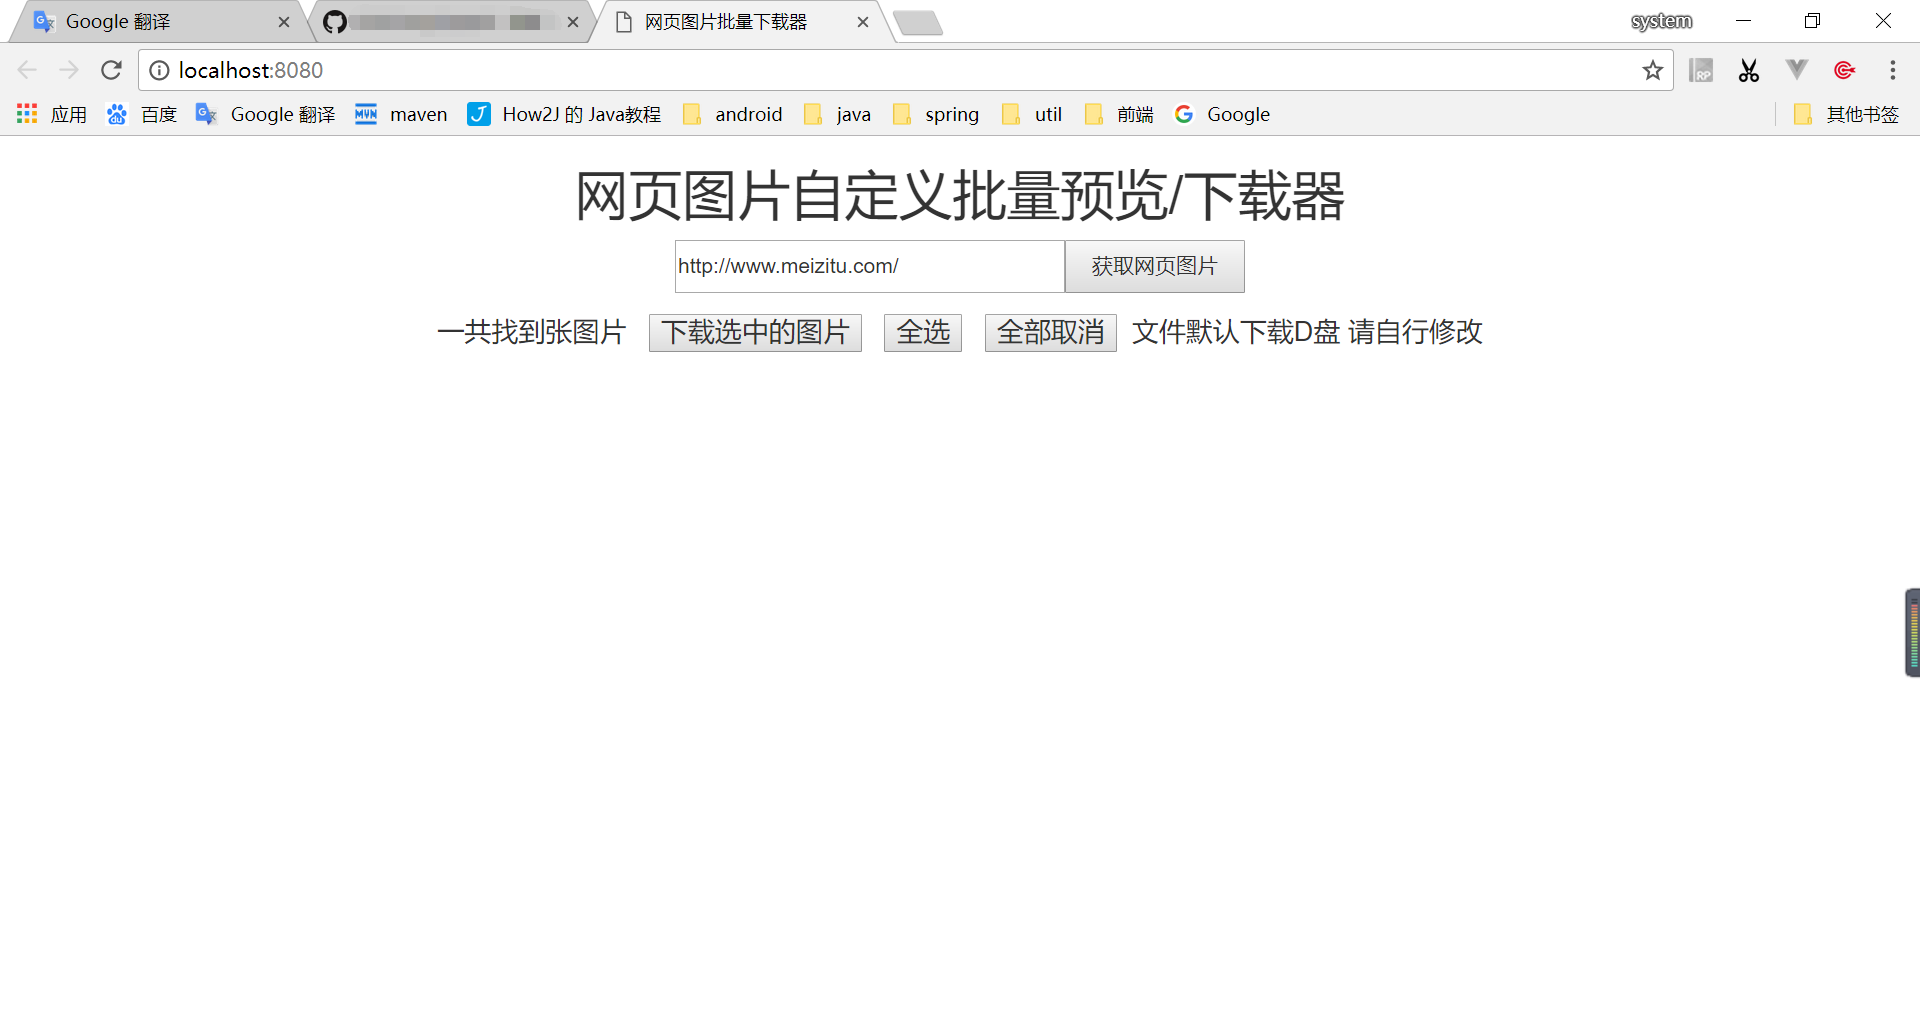 Google 翻译
网页图片批量下载器
system
localhost:8080
应用 百度 Google 翻译 maven How2J 的 Java教程 android java spring util 前端 Google 其他书签
网页图片自定义批量预览/下载器
http://www.meizitu.com/ 获取网页图片
一共找到张图片 下载选中的图片 全选 全部取消 文件默认下载D盘 请自行修改